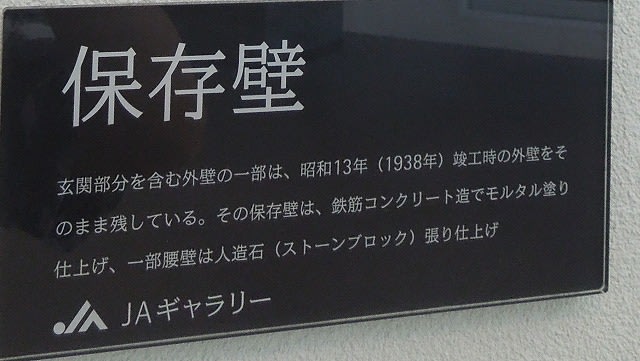 保存壁
玄関部分を含む外壁の一部は、昭和13年（1938年）竣工時の外壁をそ
のまま残している。その保存壁は、鉄筋コンクリート造でモルタル塗り
仕上げ、一部腰壁は人造石（ストーンブロック）張り仕上げ
JAギャラリー